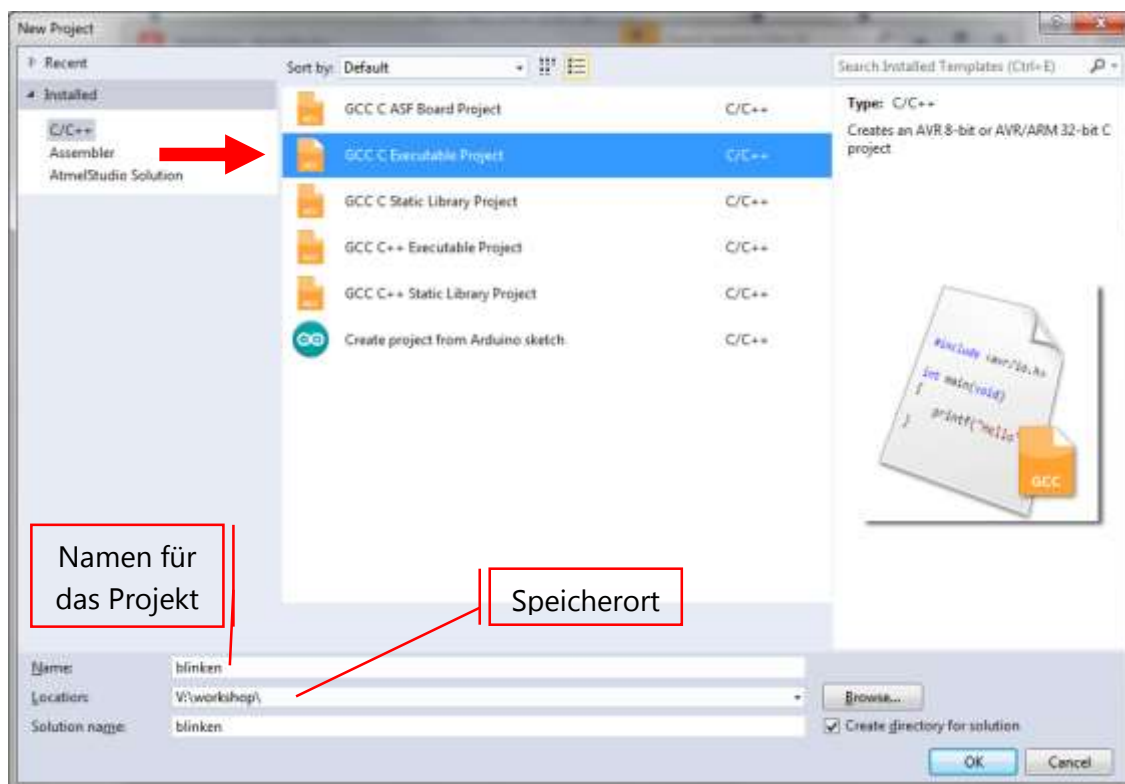 New Project
Recent
Installed
C/C++
Assembler
AtmelStudio Solution
Sort by: Default
GCC C ASF Board Project C/C++
GCC C Executable Project C/C++
GCC C Static Library Project C/C++
GCC C++ Executable Project C/C++
GCC C++ Static Library Project C/C++
Create project from Arduino sketch C/C++
Search Installed Templates (Ctrl+E)
Type: C/C++
Creates an AVR 8-bit or AVR/ARM 32-bit C
project
#include <avr/io.h>
int main(void)
{
printf("Hello"
}
GCC
Namen für
das Projekt
Speicherort
Name: blinken
Location: V:\workshop\
Browse...
Solution name: blinken
Create directory for solution
OK Cancel